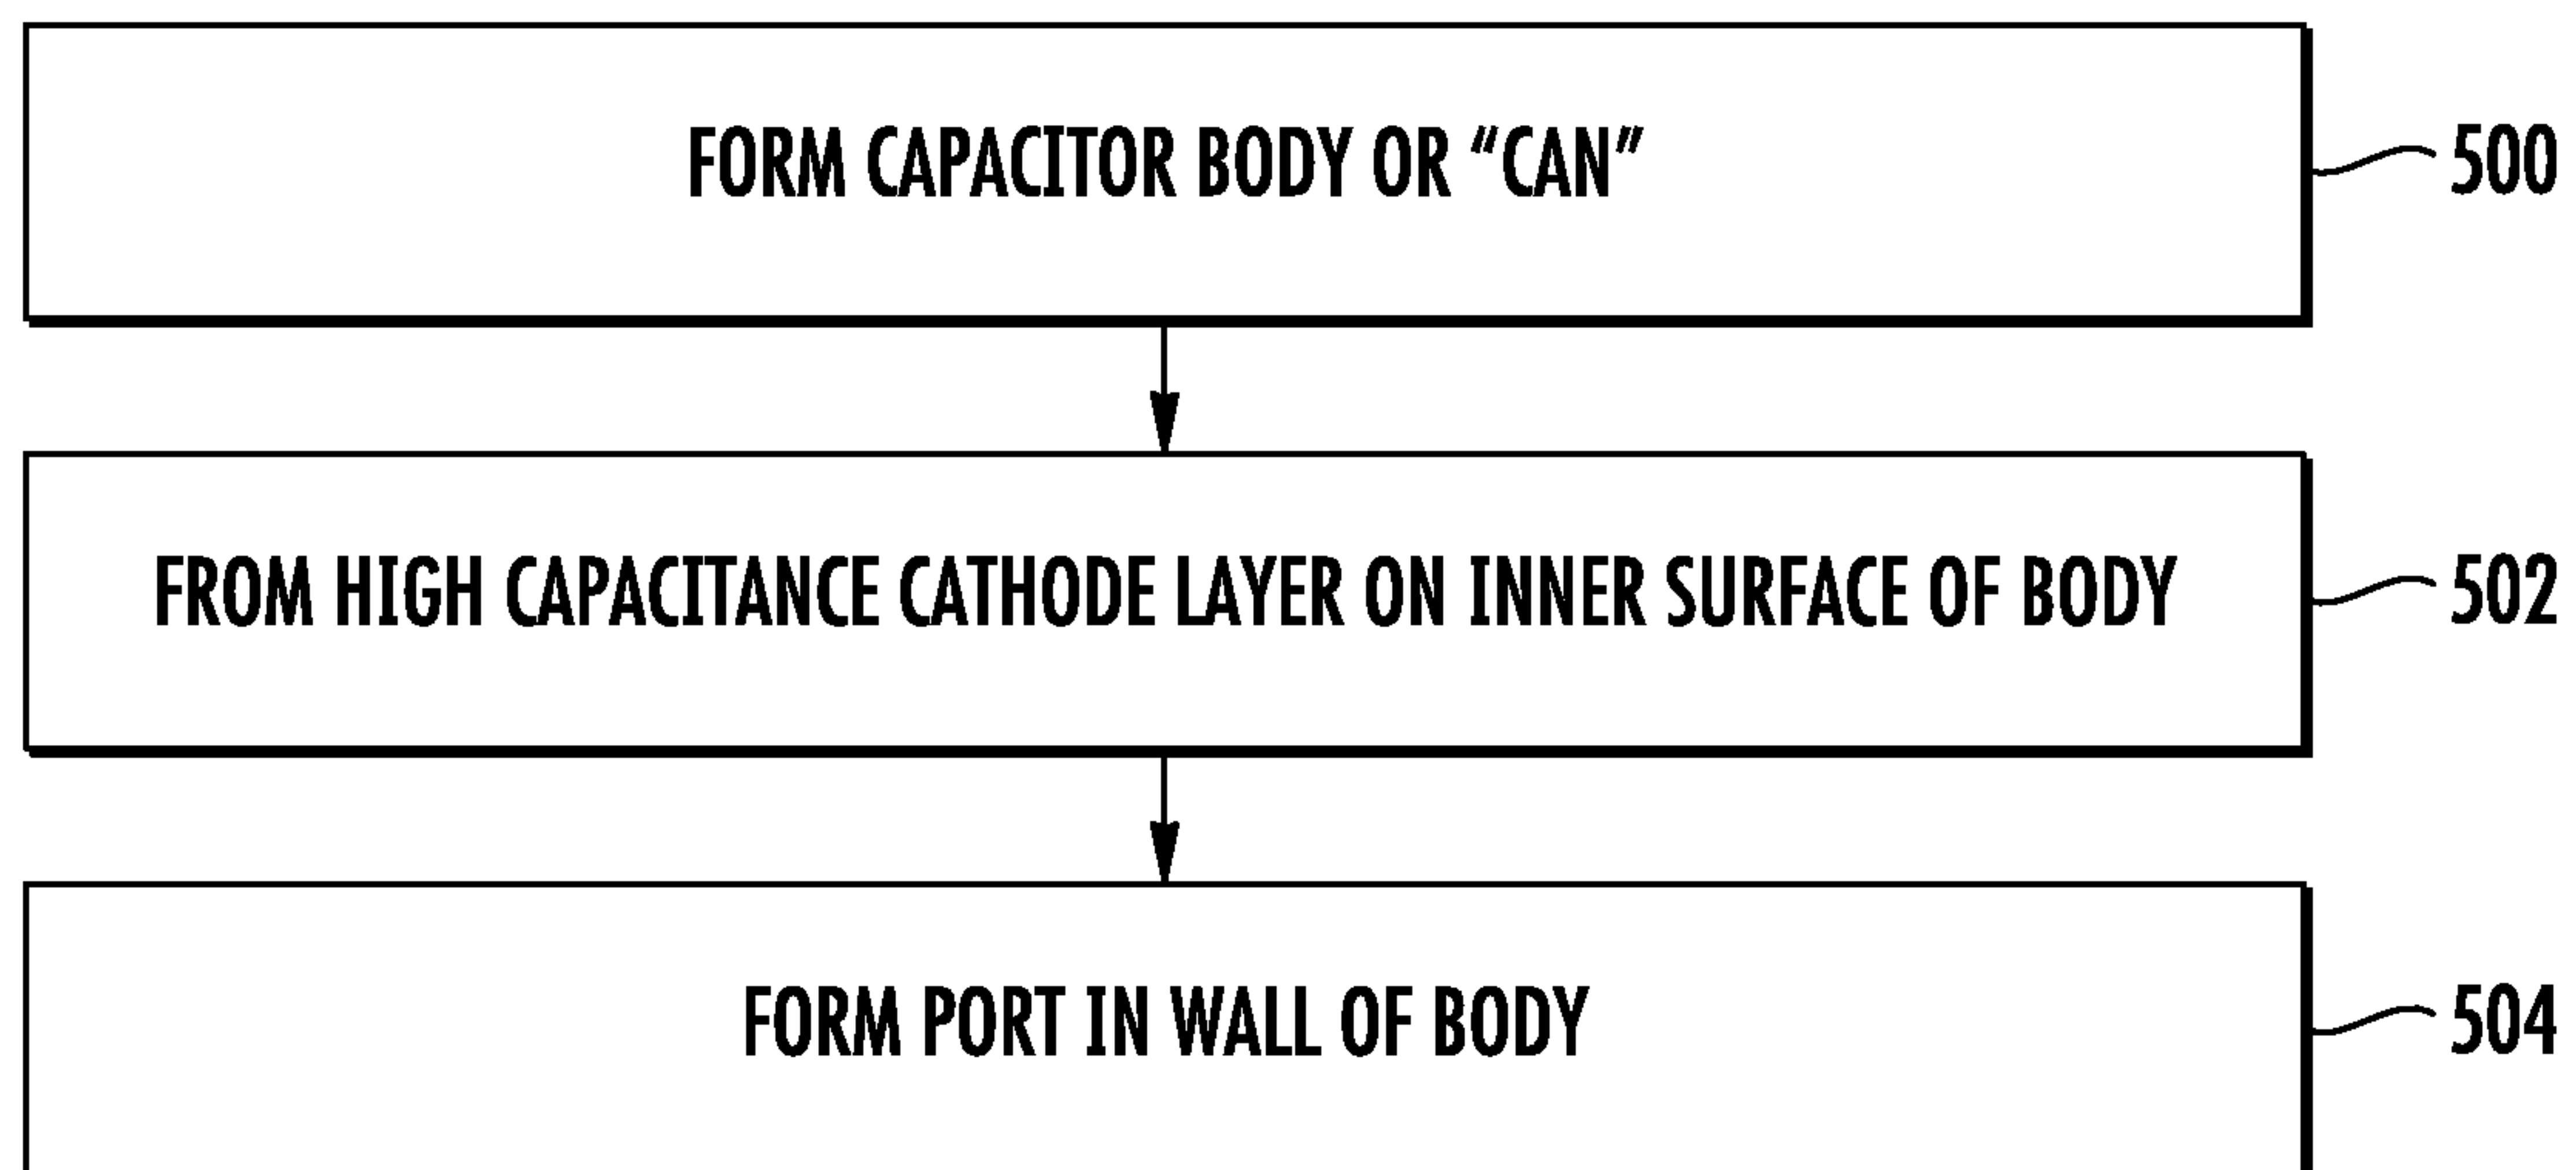 FORM CAPACITOR BODY OR “CAN”
500
FROM HIGH CAPACITANCE CATHODE LAYER ON INNER SURFACE OF BODY
502
FORM PORT IN WALL OF BODY
504